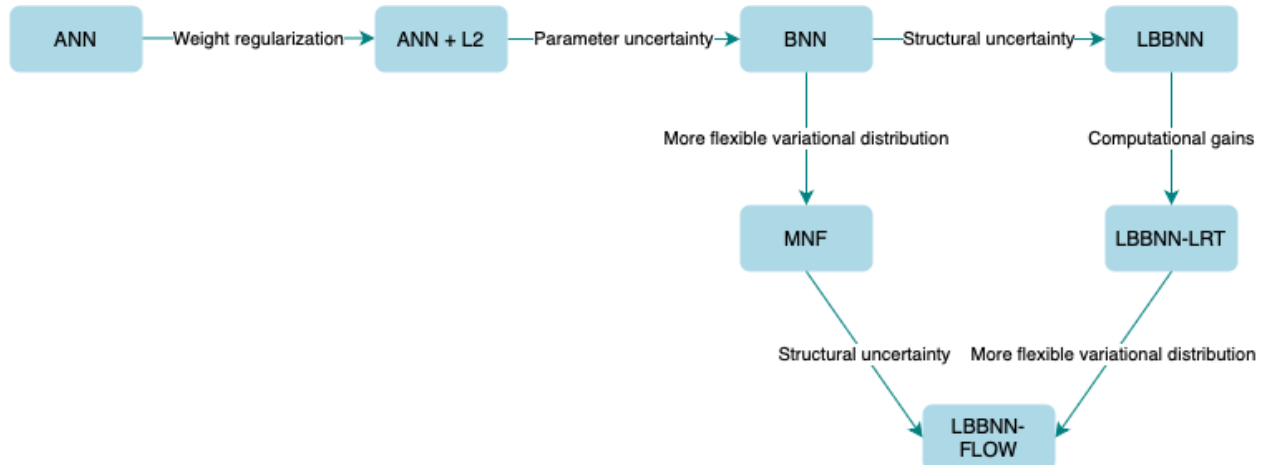 ANN
Weight regularization
ANN + L2
Parameter uncertainty
BNN
Structural uncertainty
LBBNN
More flexible variational distribution
Computational gains
MNF
LBBNN-LRT
Structural uncertainty
More flexible variational distribution
LBBNN-
FLOW